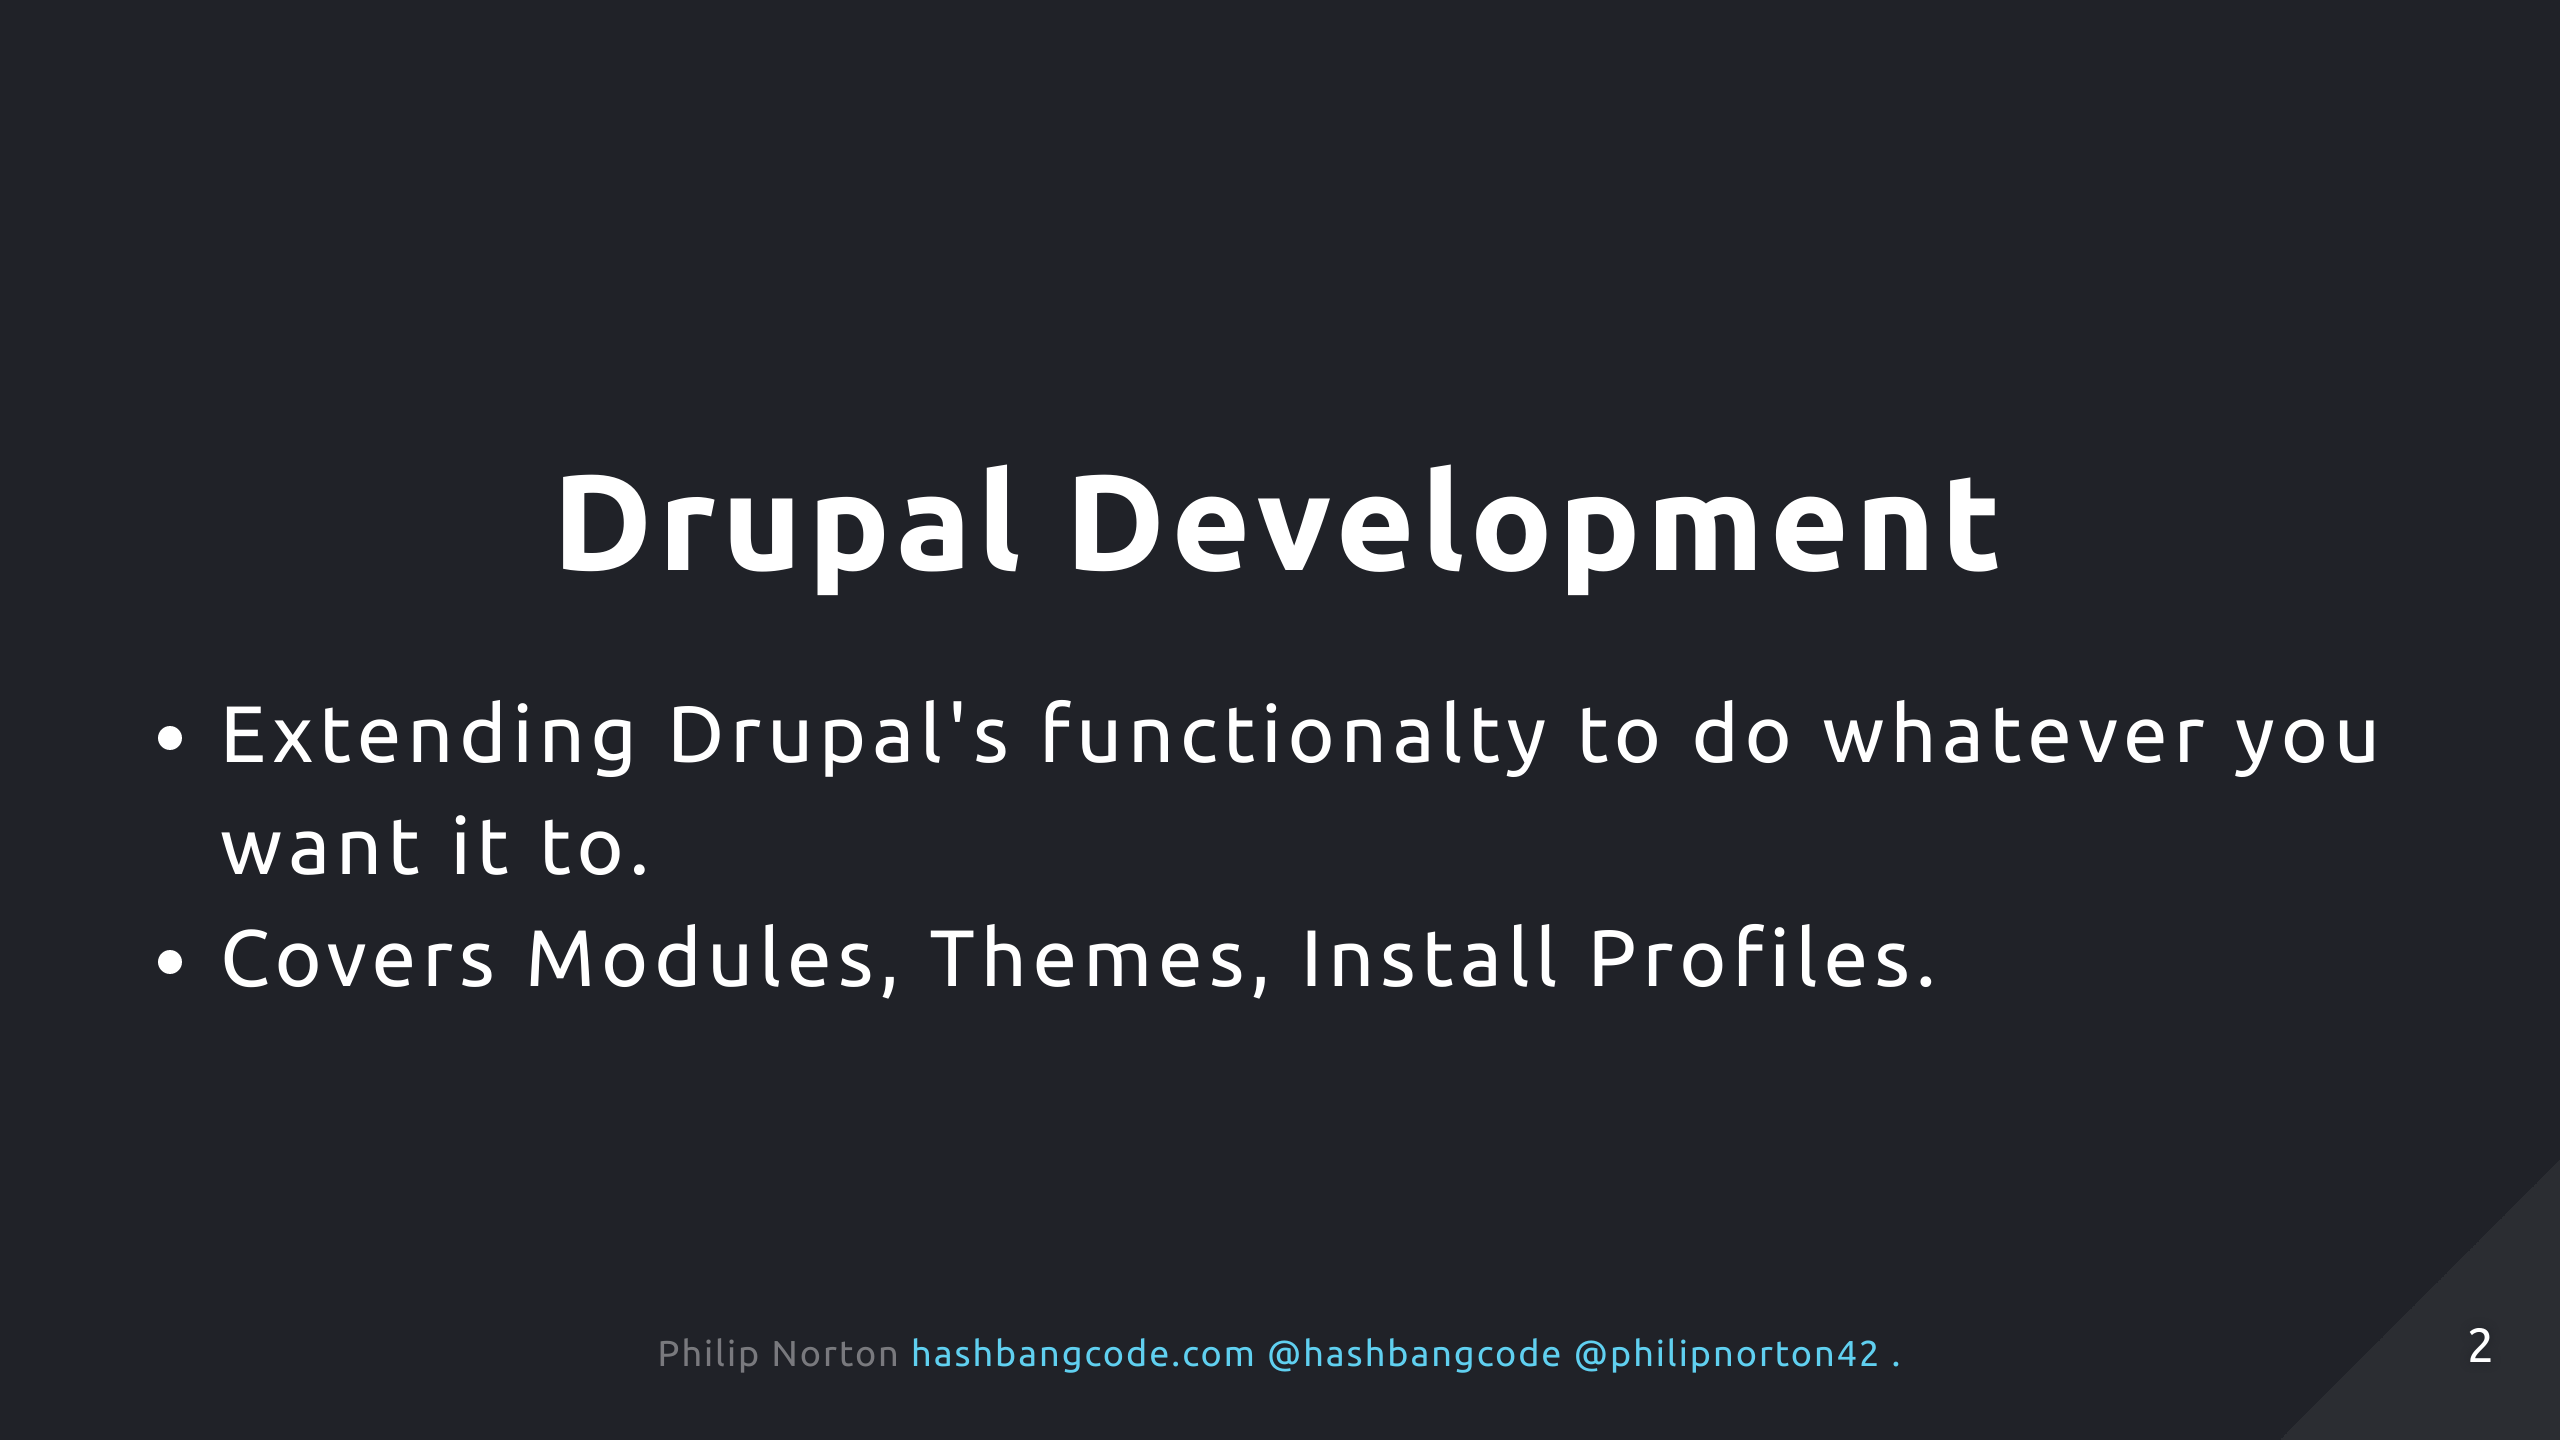 Drupal Development
• Extending Drupal's functionalty to do whatever you
want it to.
• Covers Modules, Themes, Install Profiles.
Philip Norton hashbangcode.com @hashbangcode @philipnorton42 .
2